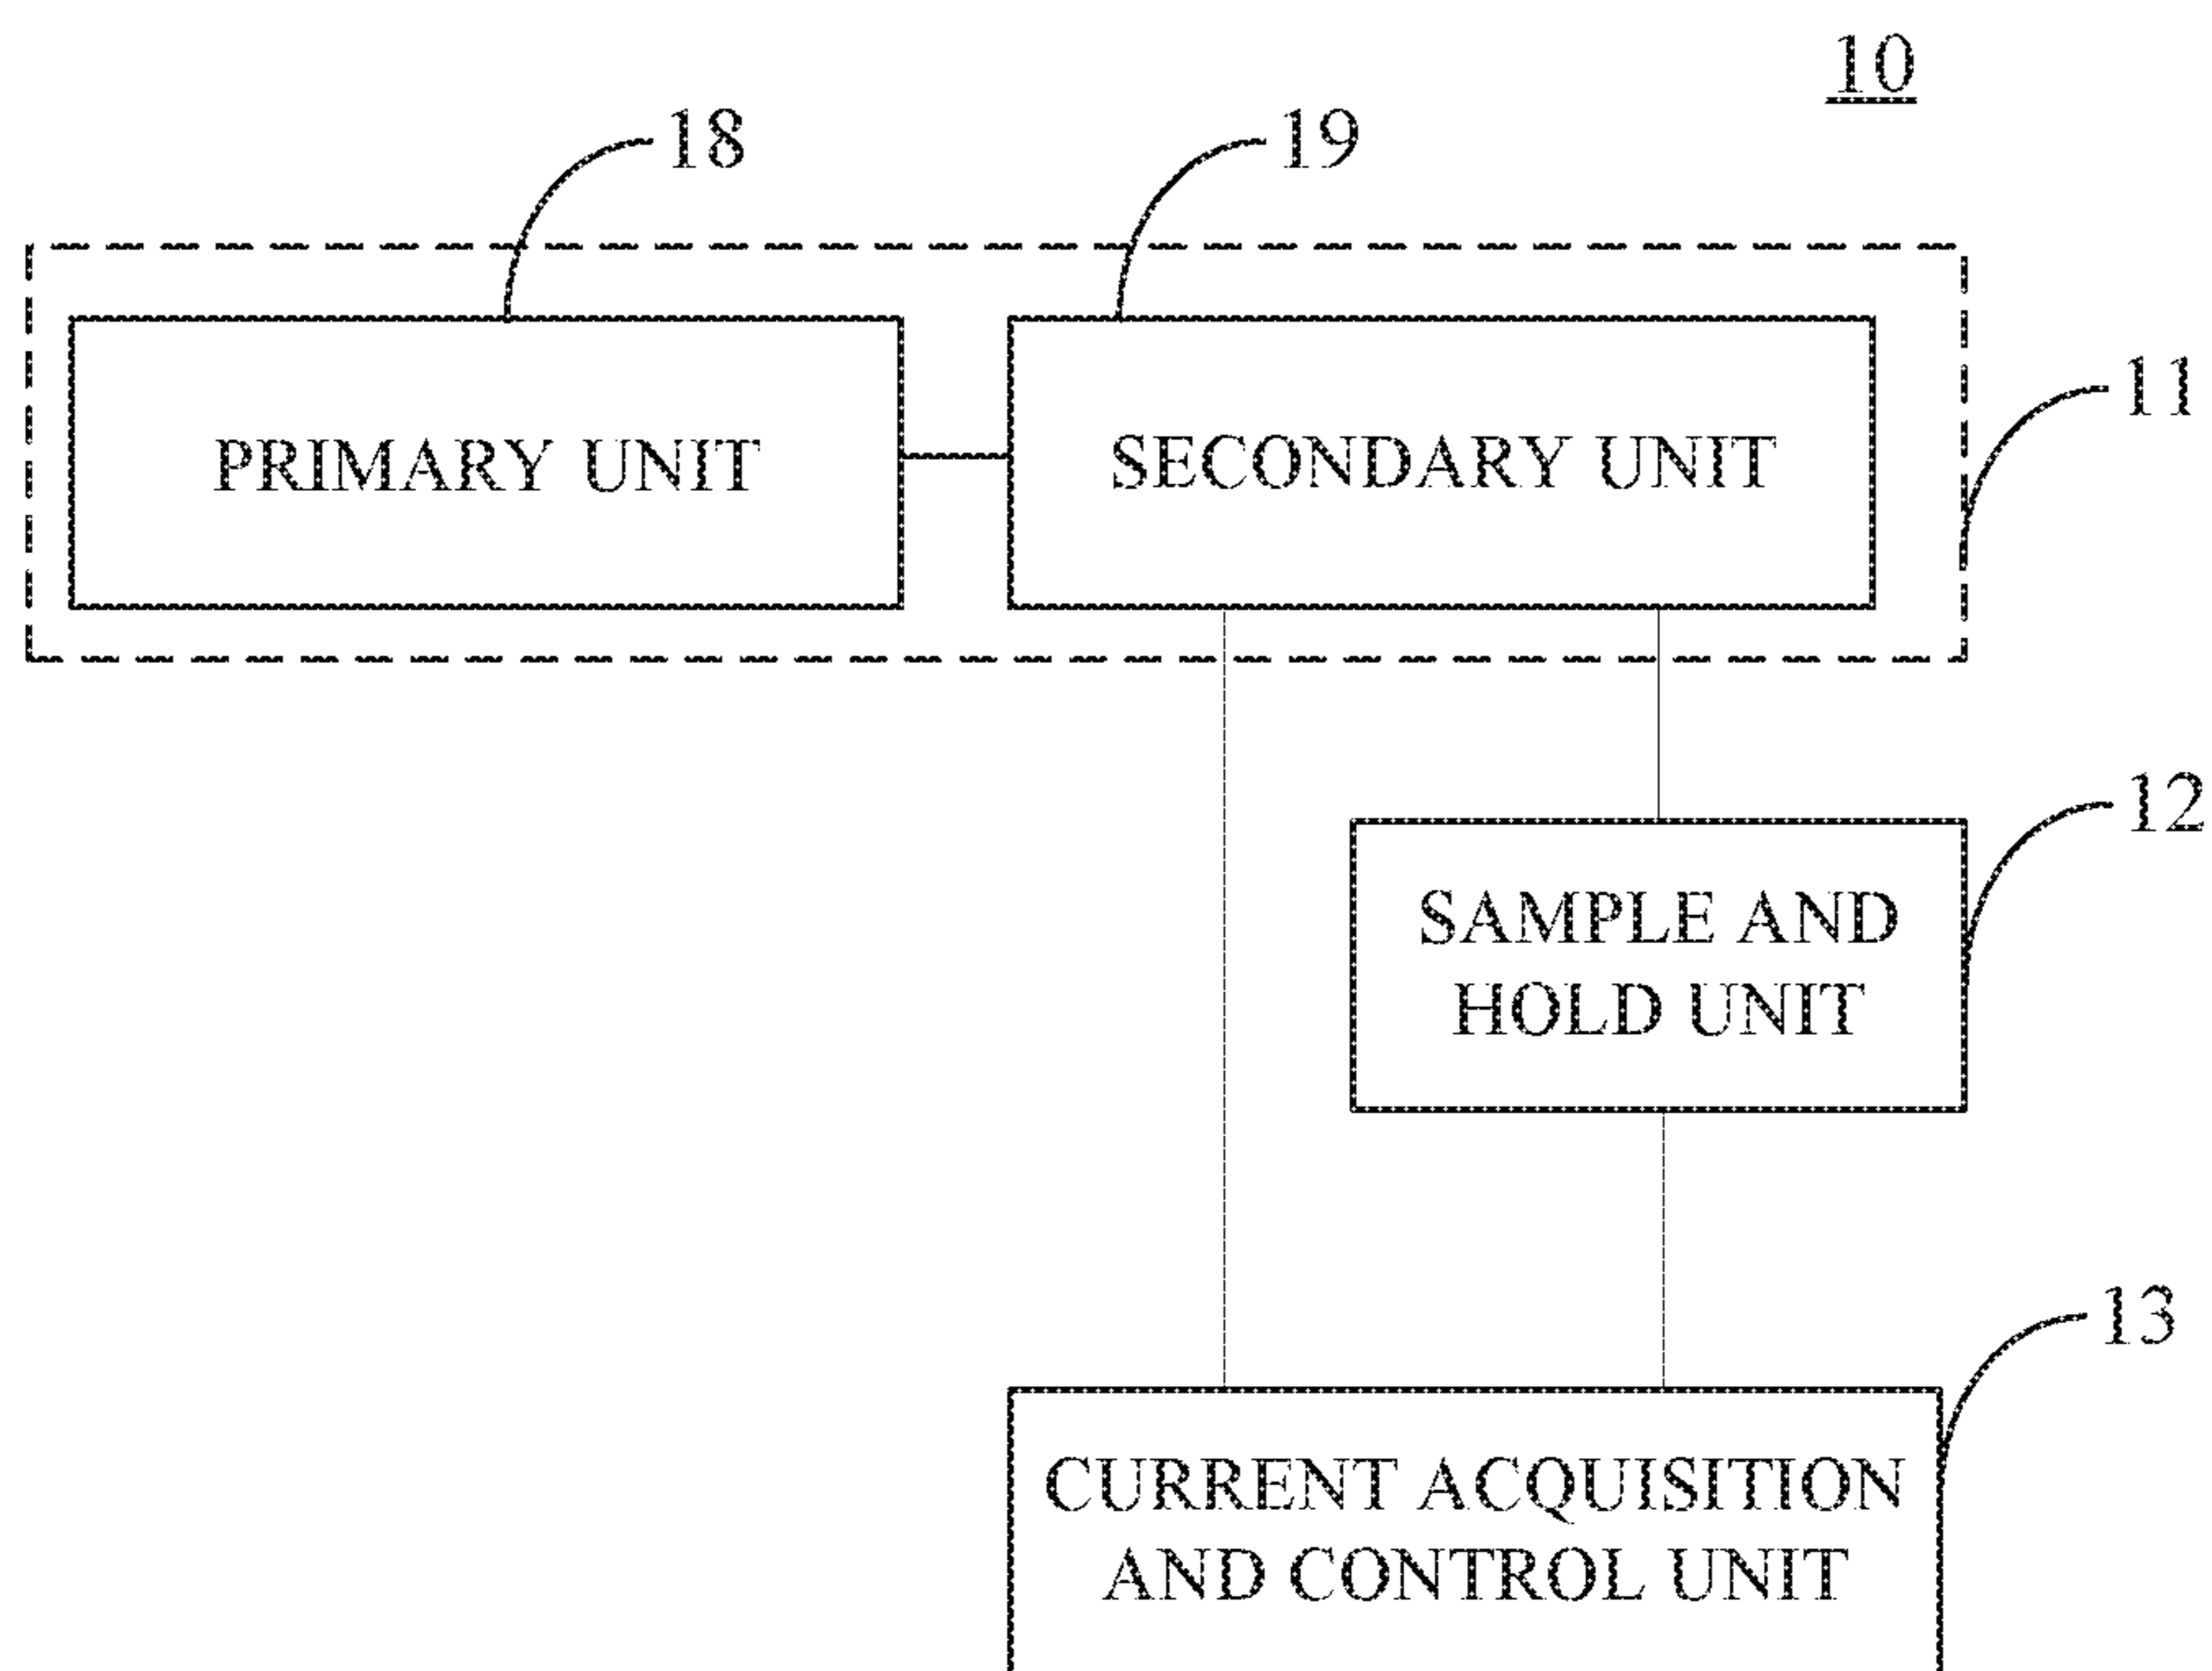 10
18
19
PRIMARY UNIT
SECONDARY UNIT
11
12
SAMPLE AND
HOLD UNIT
13
CURRENT ACQUISITION
AND CONTROL UNIT